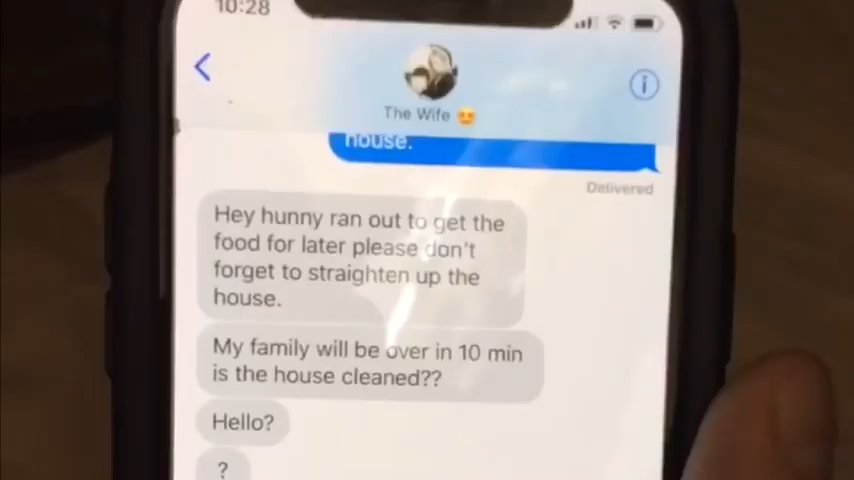 10:28
The Wife 😍
house.
Delivered
Hey hunny ran out to get the
food for later please don't
forget to straighten up the
house.
My family will be over in 10 min
is the house cleaned??
Hello?
?